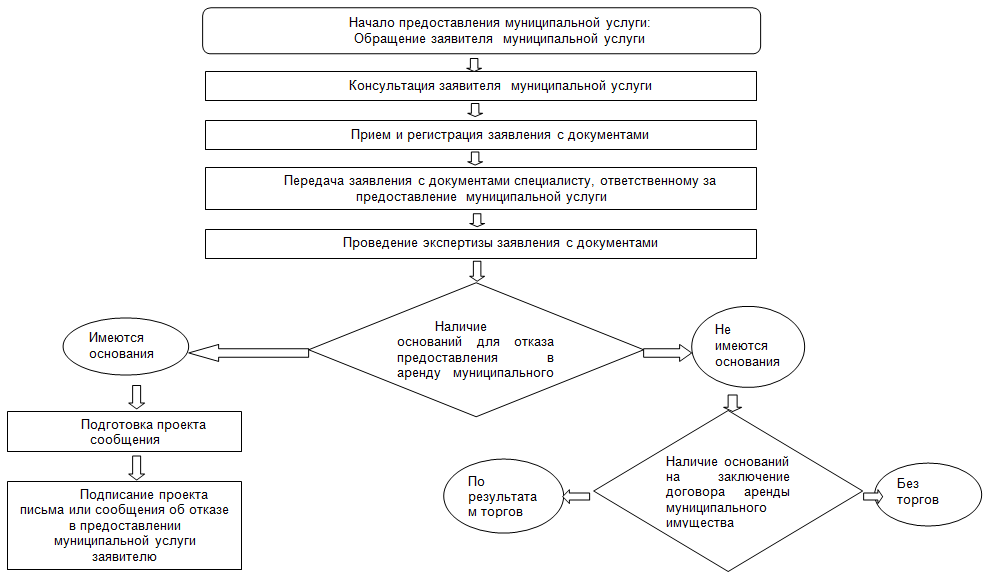 Начало предоставления муниципальной услуги:
Обращение заявителя муниципальной услуги
Консультация заявителя муниципальной услуги
Прием и регистрация заявления с документами
Передача заявления с документами специалисту, ответственному за
предоставление муниципальной услуги
Проведение экспертизы заявления с документами
Наличие
оснований для отказа
предоставления в
аренду муниципального
Имеются
основания
Не
имеются
основания
Подготовка проекта
сообщения
Подписание проекта
письма или сообщения об отказе
в предоставлении
муниципальной услуги
заявителю
По
результата
м торгов
Наличие оснований
на заключение
договора аренды
муниципального
имущества
Без
торгов